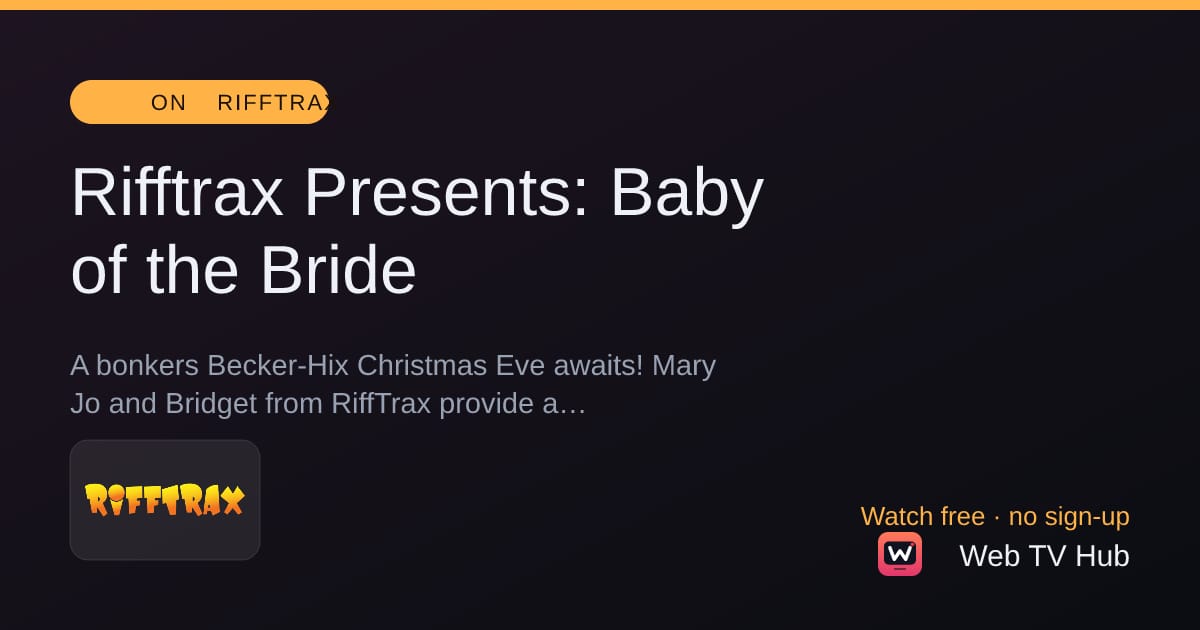 ON RIFFTRAX
Rifftrax Presents: Baby
of the Bride
A bonkers Becker-Hix Christmas Eve awaits! Mary
Jo and Bridget from RiffTrax provide a…
RIFFTRAX
Watch free · no sign-up
W
Web TV Hub